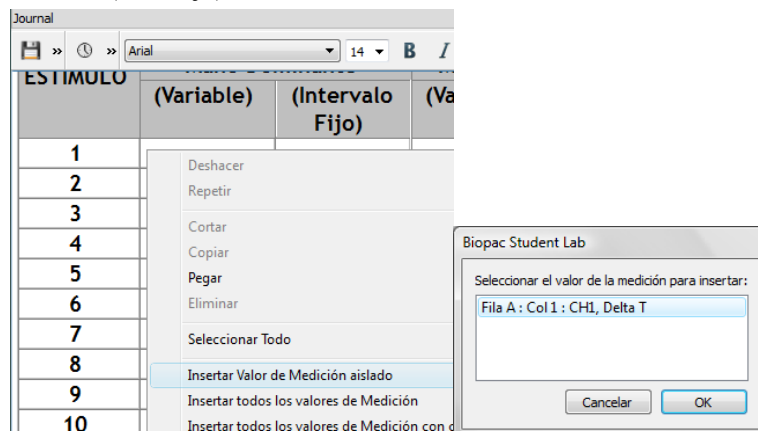 Journal
» » Arial 14 B I
ESTIMULO
(Variable) (Intervalo Fijo) (Va
1
2
3
4
5
6
7
8
9
10
Deshacer
Repetir
Cortar
Copiar
Pegar
Eliminar
Seleccionar Todo
Insertar Valor de Medición aislado
Insertar todos los valores de Medición
Insertar todos los valores de Medición con
Biopac Student Lab
Seleccionar el valor de la medición para insertar:
Fila A : Col 1 : CH1, Delta T
Cancelar OK